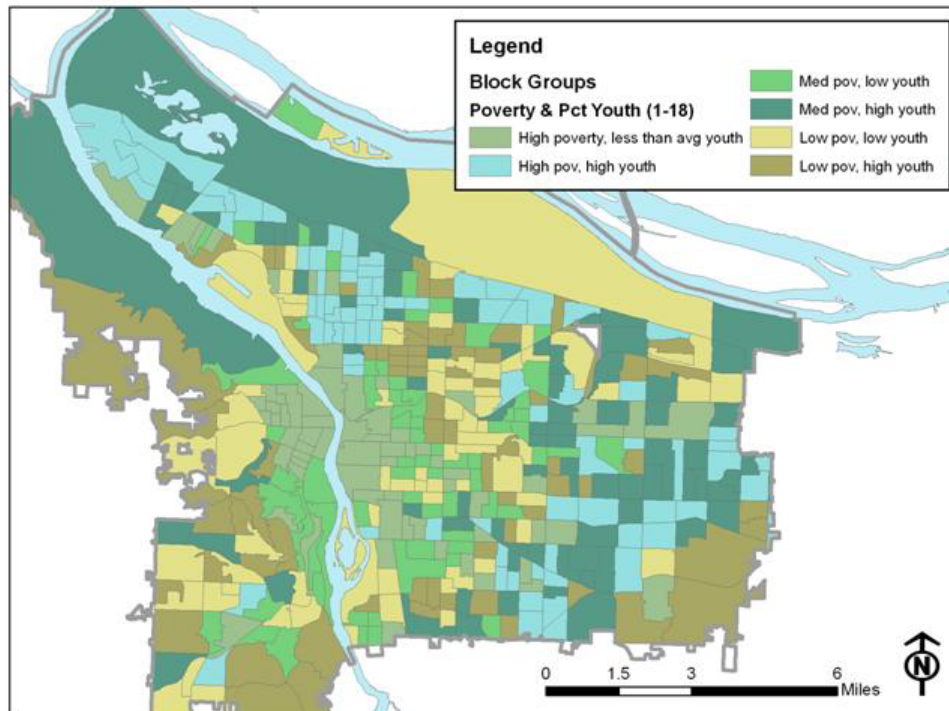 Legend
Block Groups
Poverty & Pct Youth (1-18)
High poverty, less than avg youth
High pov, high youth
Med pov, low youth
Med pov, high youth
Low pov, low youth
Low pov, high youth
0 1.5 3 6
Miles
N